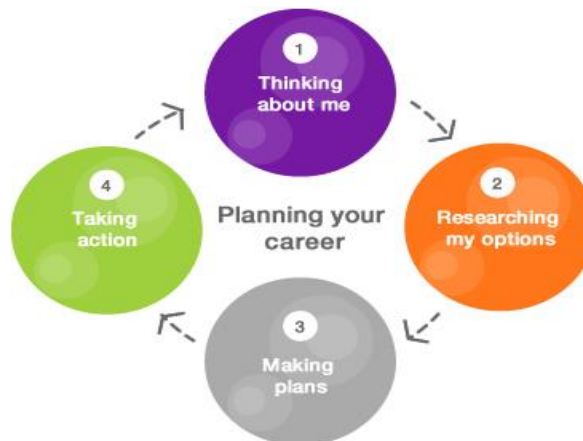 1
Thinking
about me
2
Researching
my options
3
Making
plans
4
Taking
action
Planning your
career